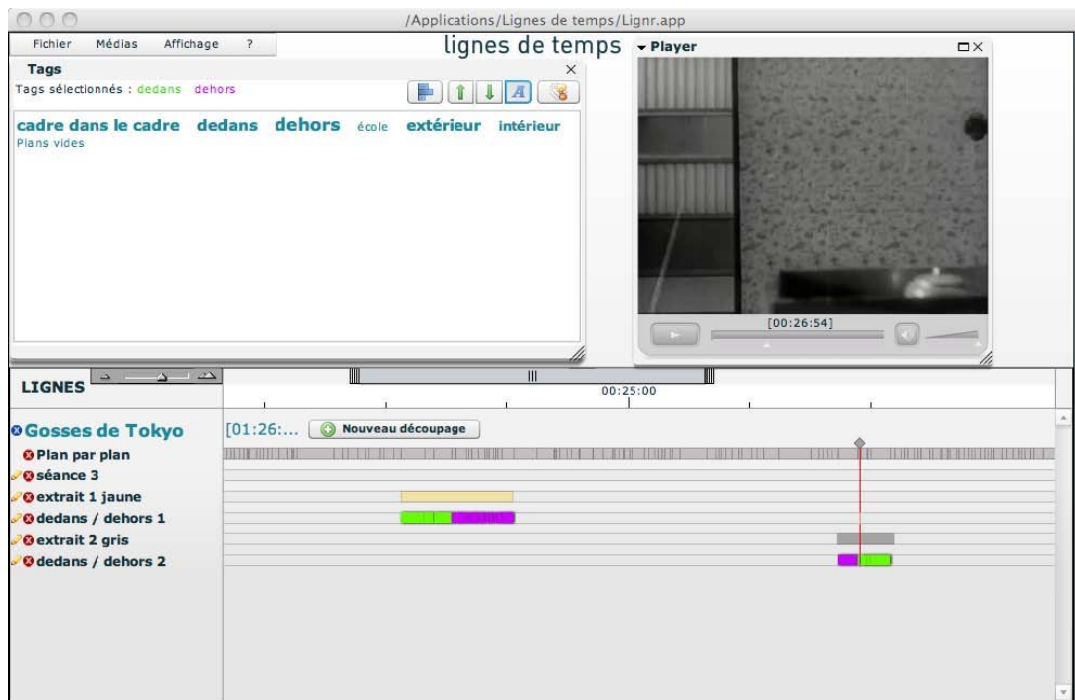 /Applications/Lignes de temps/Lignr.app
Fichier Médias Affichage ?
lignes de temps
Player
Tags
Tags sélectionnés : dedans dehors
A
cadre dans le cadre dedans dehors école extérieur intérieur
Plans vides
[00:26:54]
LIGNES
00:25:00
Gosses de Tokyo
[01:26:...
Nouveau découpage
Plan par plan
séance 3
extrait 1 jaune
dedans / dehors 1
extrait 2 gris
dedans / dehors 2